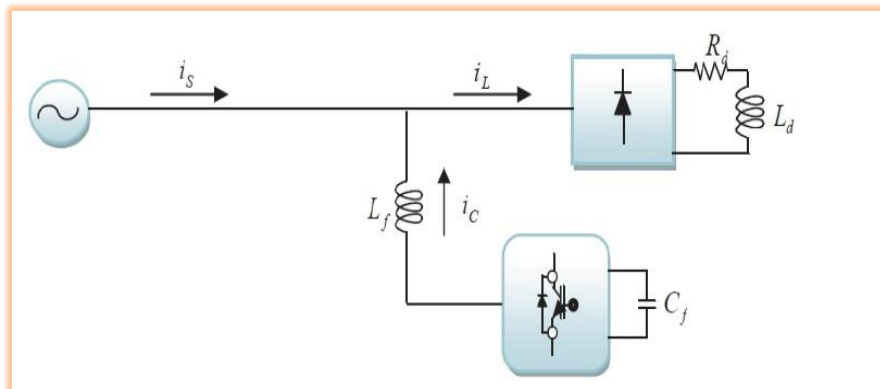 i_S
i_L
R_d
L_d
L_f
i_C
C_f